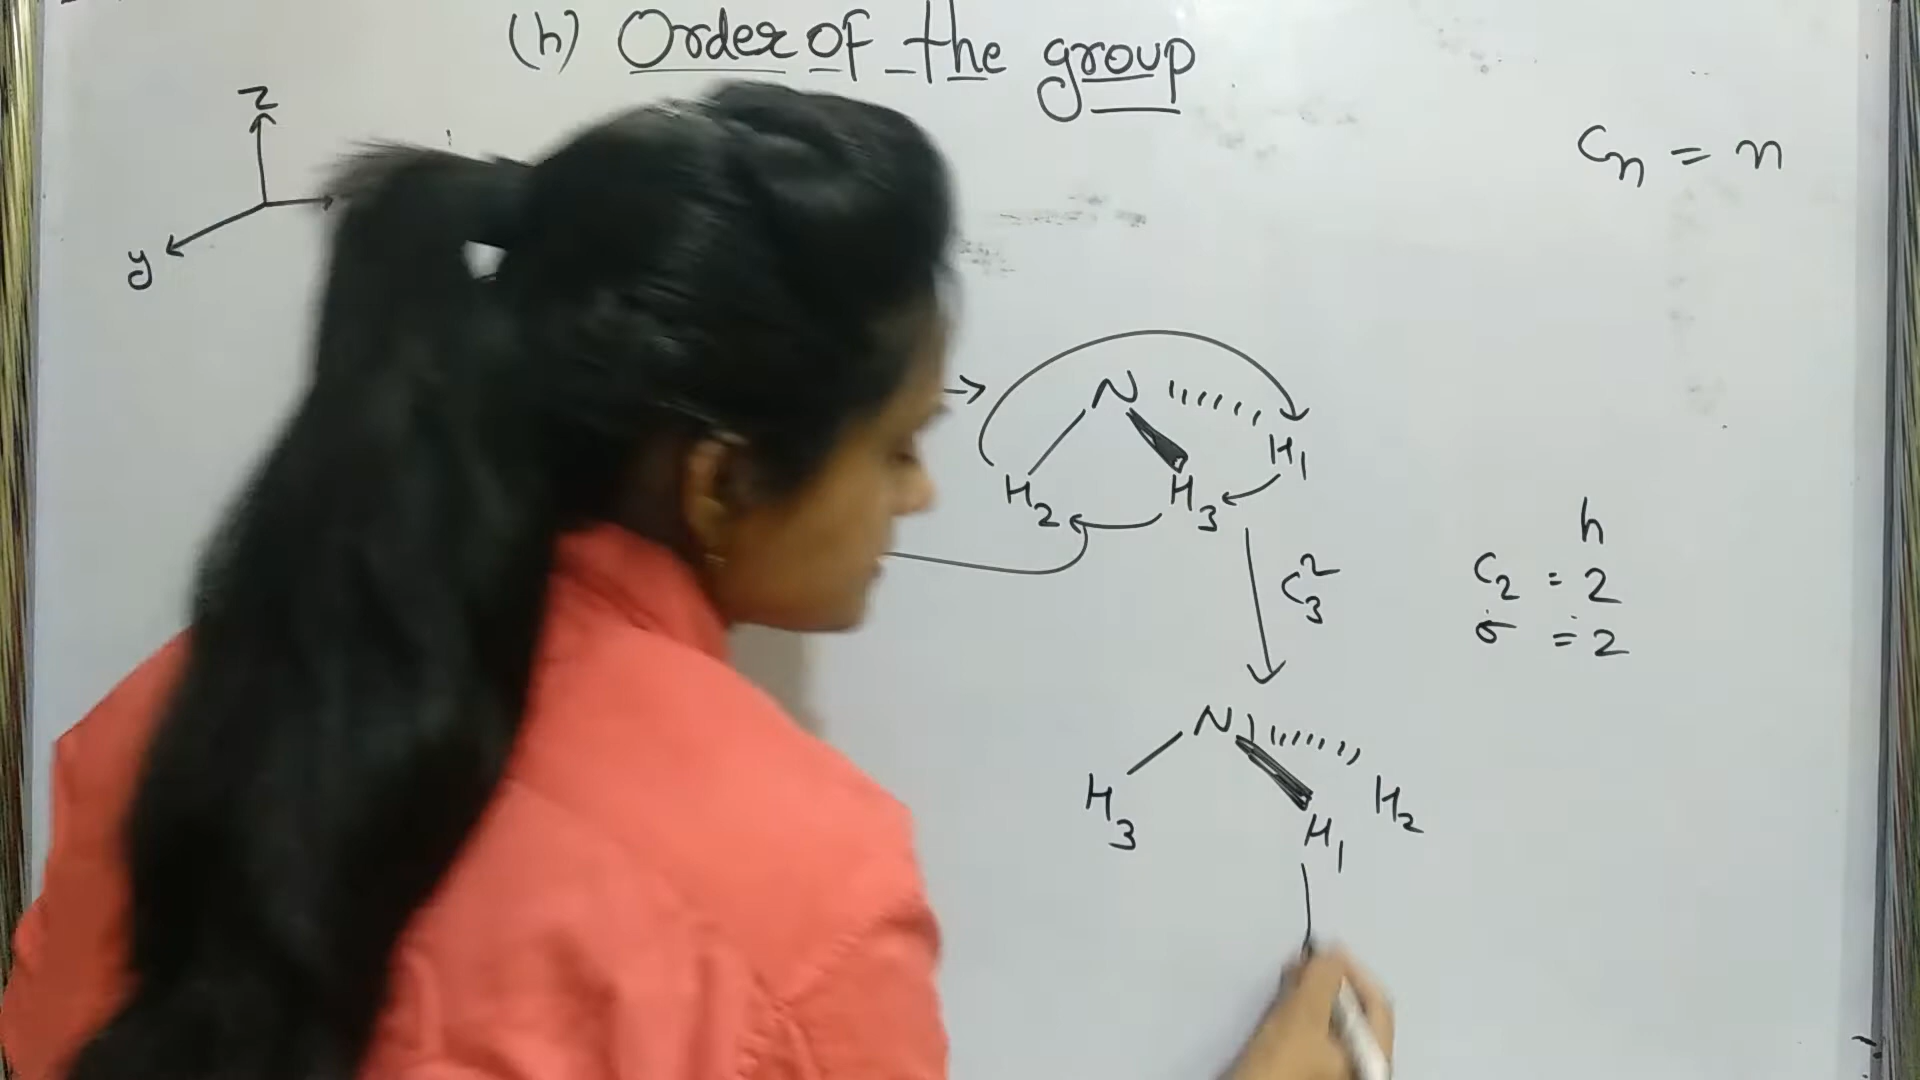 (h) Order of the group
z
y
Cn = n
N
H1
H2
H3
C3^2
h
C2 = 2
σ = 2
N
H3
H1
H2